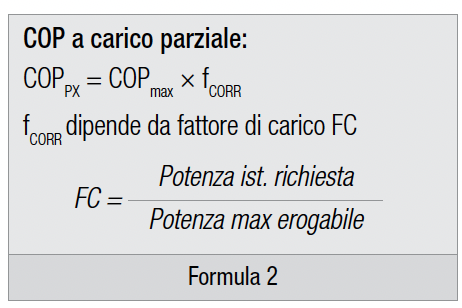 COP a carico parziale:
COP_PX = COP_max × f_CORR
f_CORR dipende da fattore di carico FC
FC = Potenza ist. richiesta / Potenza max erogabile
Formula 2